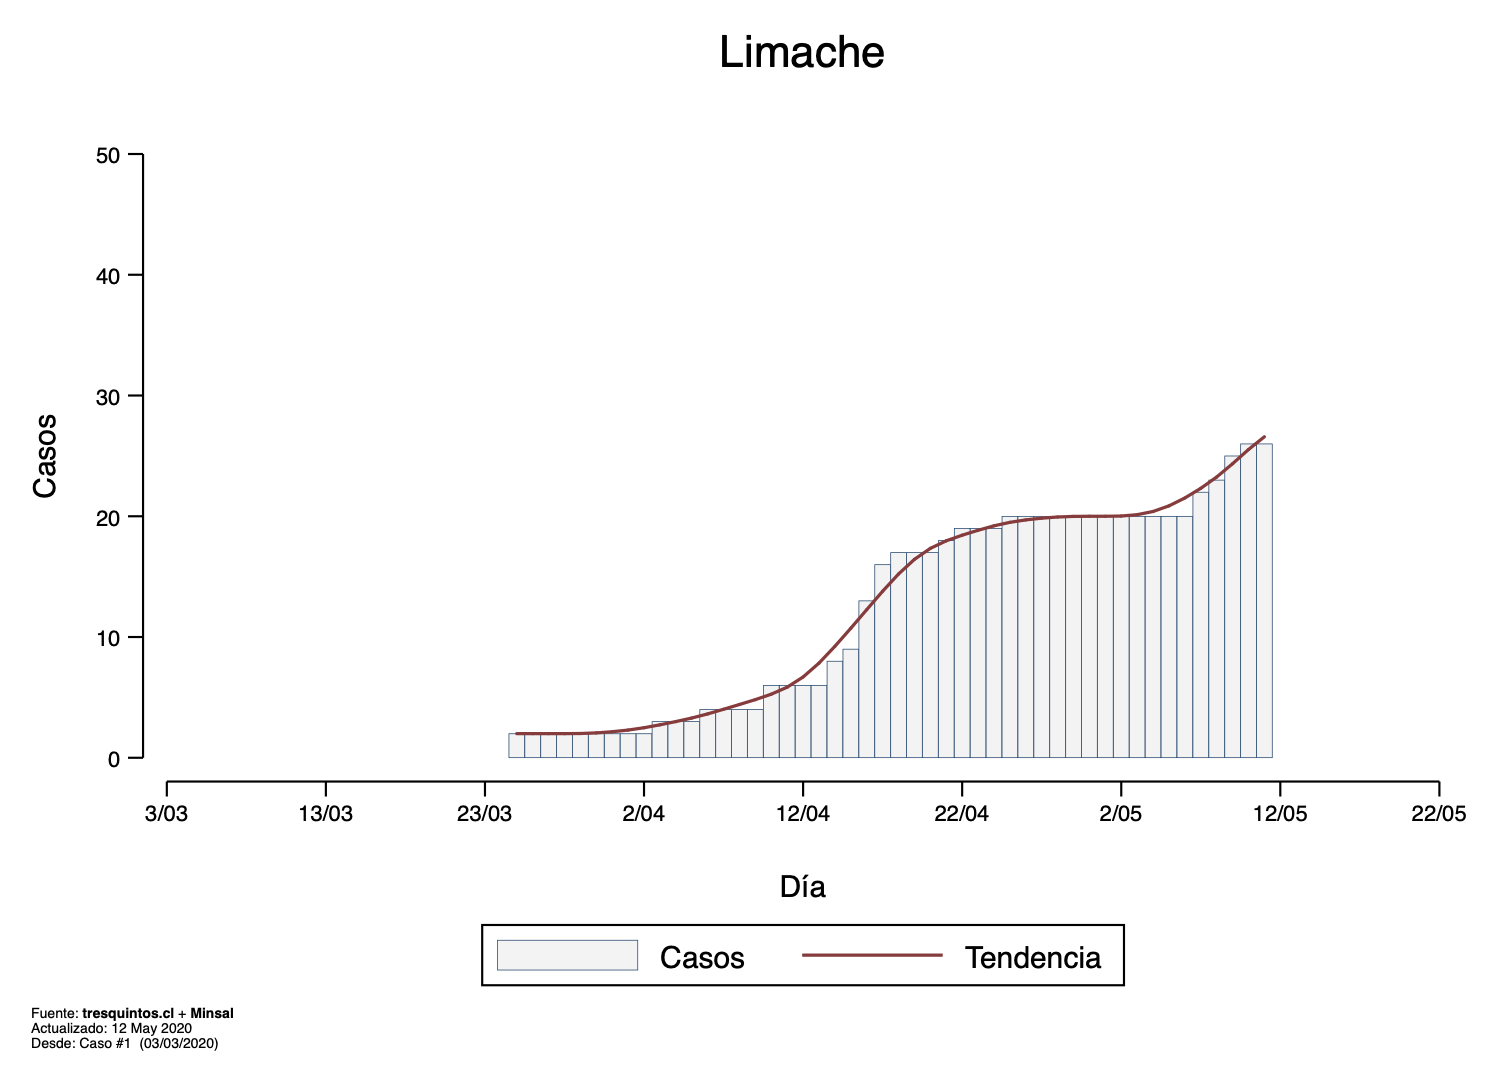 Limache
50
40
30
20
10
0
Casos
3/03 13/03 23/03 2/04 12/04 22/04 2/05 12/05 22/05
Día
Casos Tendencia
Fuente: tresquintos.cl + Minsal
Actualizado: 12 May 2020
Desde: Caso #1 (03/03/2020)